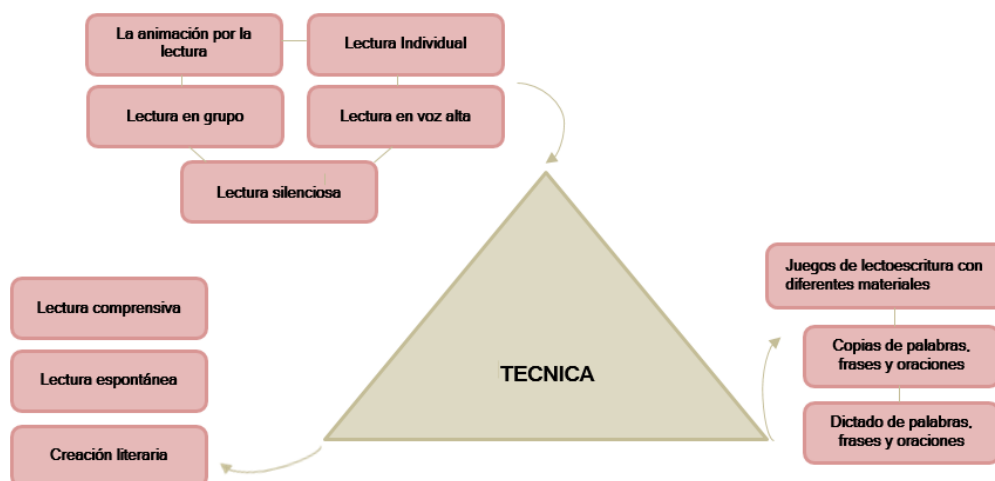 La animación por la
lectura
Lectura Individual
Lectura en grupo
Lectura en voz alta
Lectura silenciosa
Juegos de lectoescritura con
diferentes materiales
Lectura comprensiva
Copias de palabras,
frases y oraciones
Lectura espontánea
TECNICA
Dictado de palabras,
frases y oraciones
Creación literaria